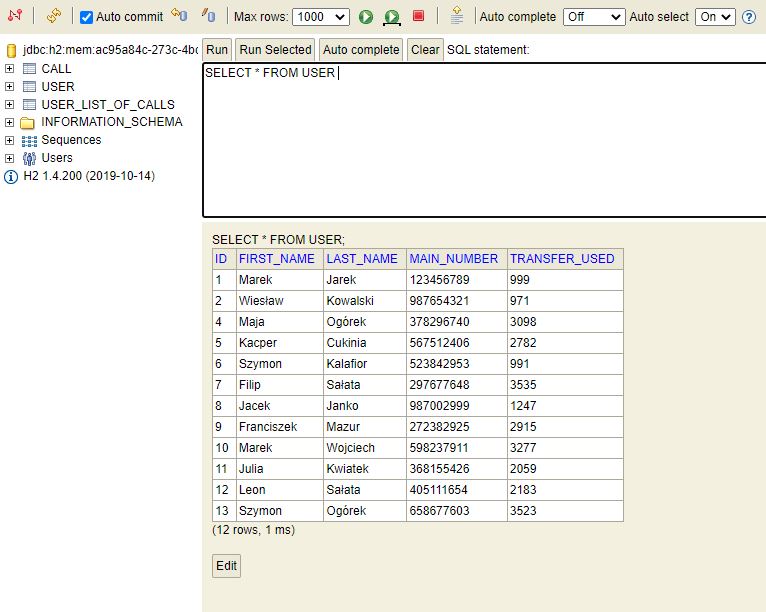 Auto commit Max rows: 1000 Auto complete Off Auto select On ?
jdbc:h2:mem:ac95a84c-273c-4bc
CALL
USER
USER_LIST_OF_CALLS
INFORMATION_SCHEMA
Sequences
Users
H2 1.4.200 (2019-10-14)
Run Run Selected Auto complete Clear SQL statement:
SELECT * FROM USER
SELECT * FROM USER;
ID FIRST_NAME LAST_NAME MAIN_NUMBER TRANSFER_USED
1 Marek Jarek 123456789 999
2 Wiesław Kowalski 987654321 971
4 Maja Ogórek 378296740 3098
5 Kacper Cukinia 567512406 2782
6 Szymon Kalafior 523842953 991
7 Filip Sałata 297677648 3535
8 Jacek Janko 987002999 1247
9 Franciszek Mazur 272382925 2915
10 Marek Wojciech 598237911 3277
11 Julia Kwiatek 368155426 2059
12 Leon Sałata 405111654 2183
13 Szymon Ogórek 658677603 3523
(12 rows, 1 ms)
Edit